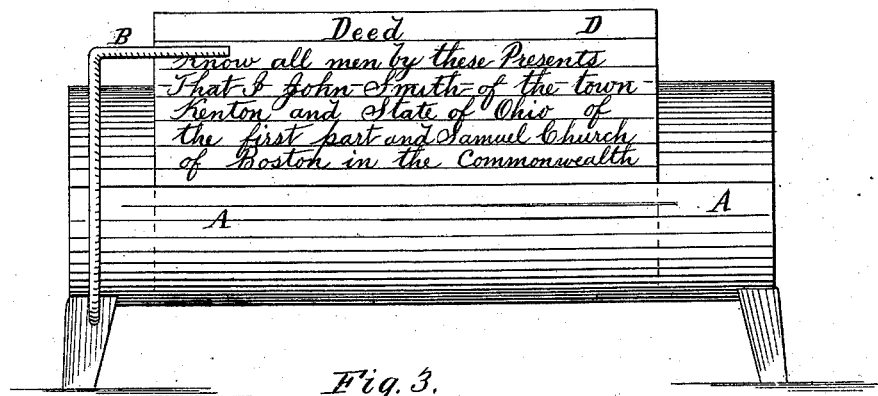 Deed D
B
Know all men by these Presents
That I John Smith of the town
Kenton and State of Ohio of
the first part and Samuel Church
of Boston in the Commonwealth
A A
Fig. 3.